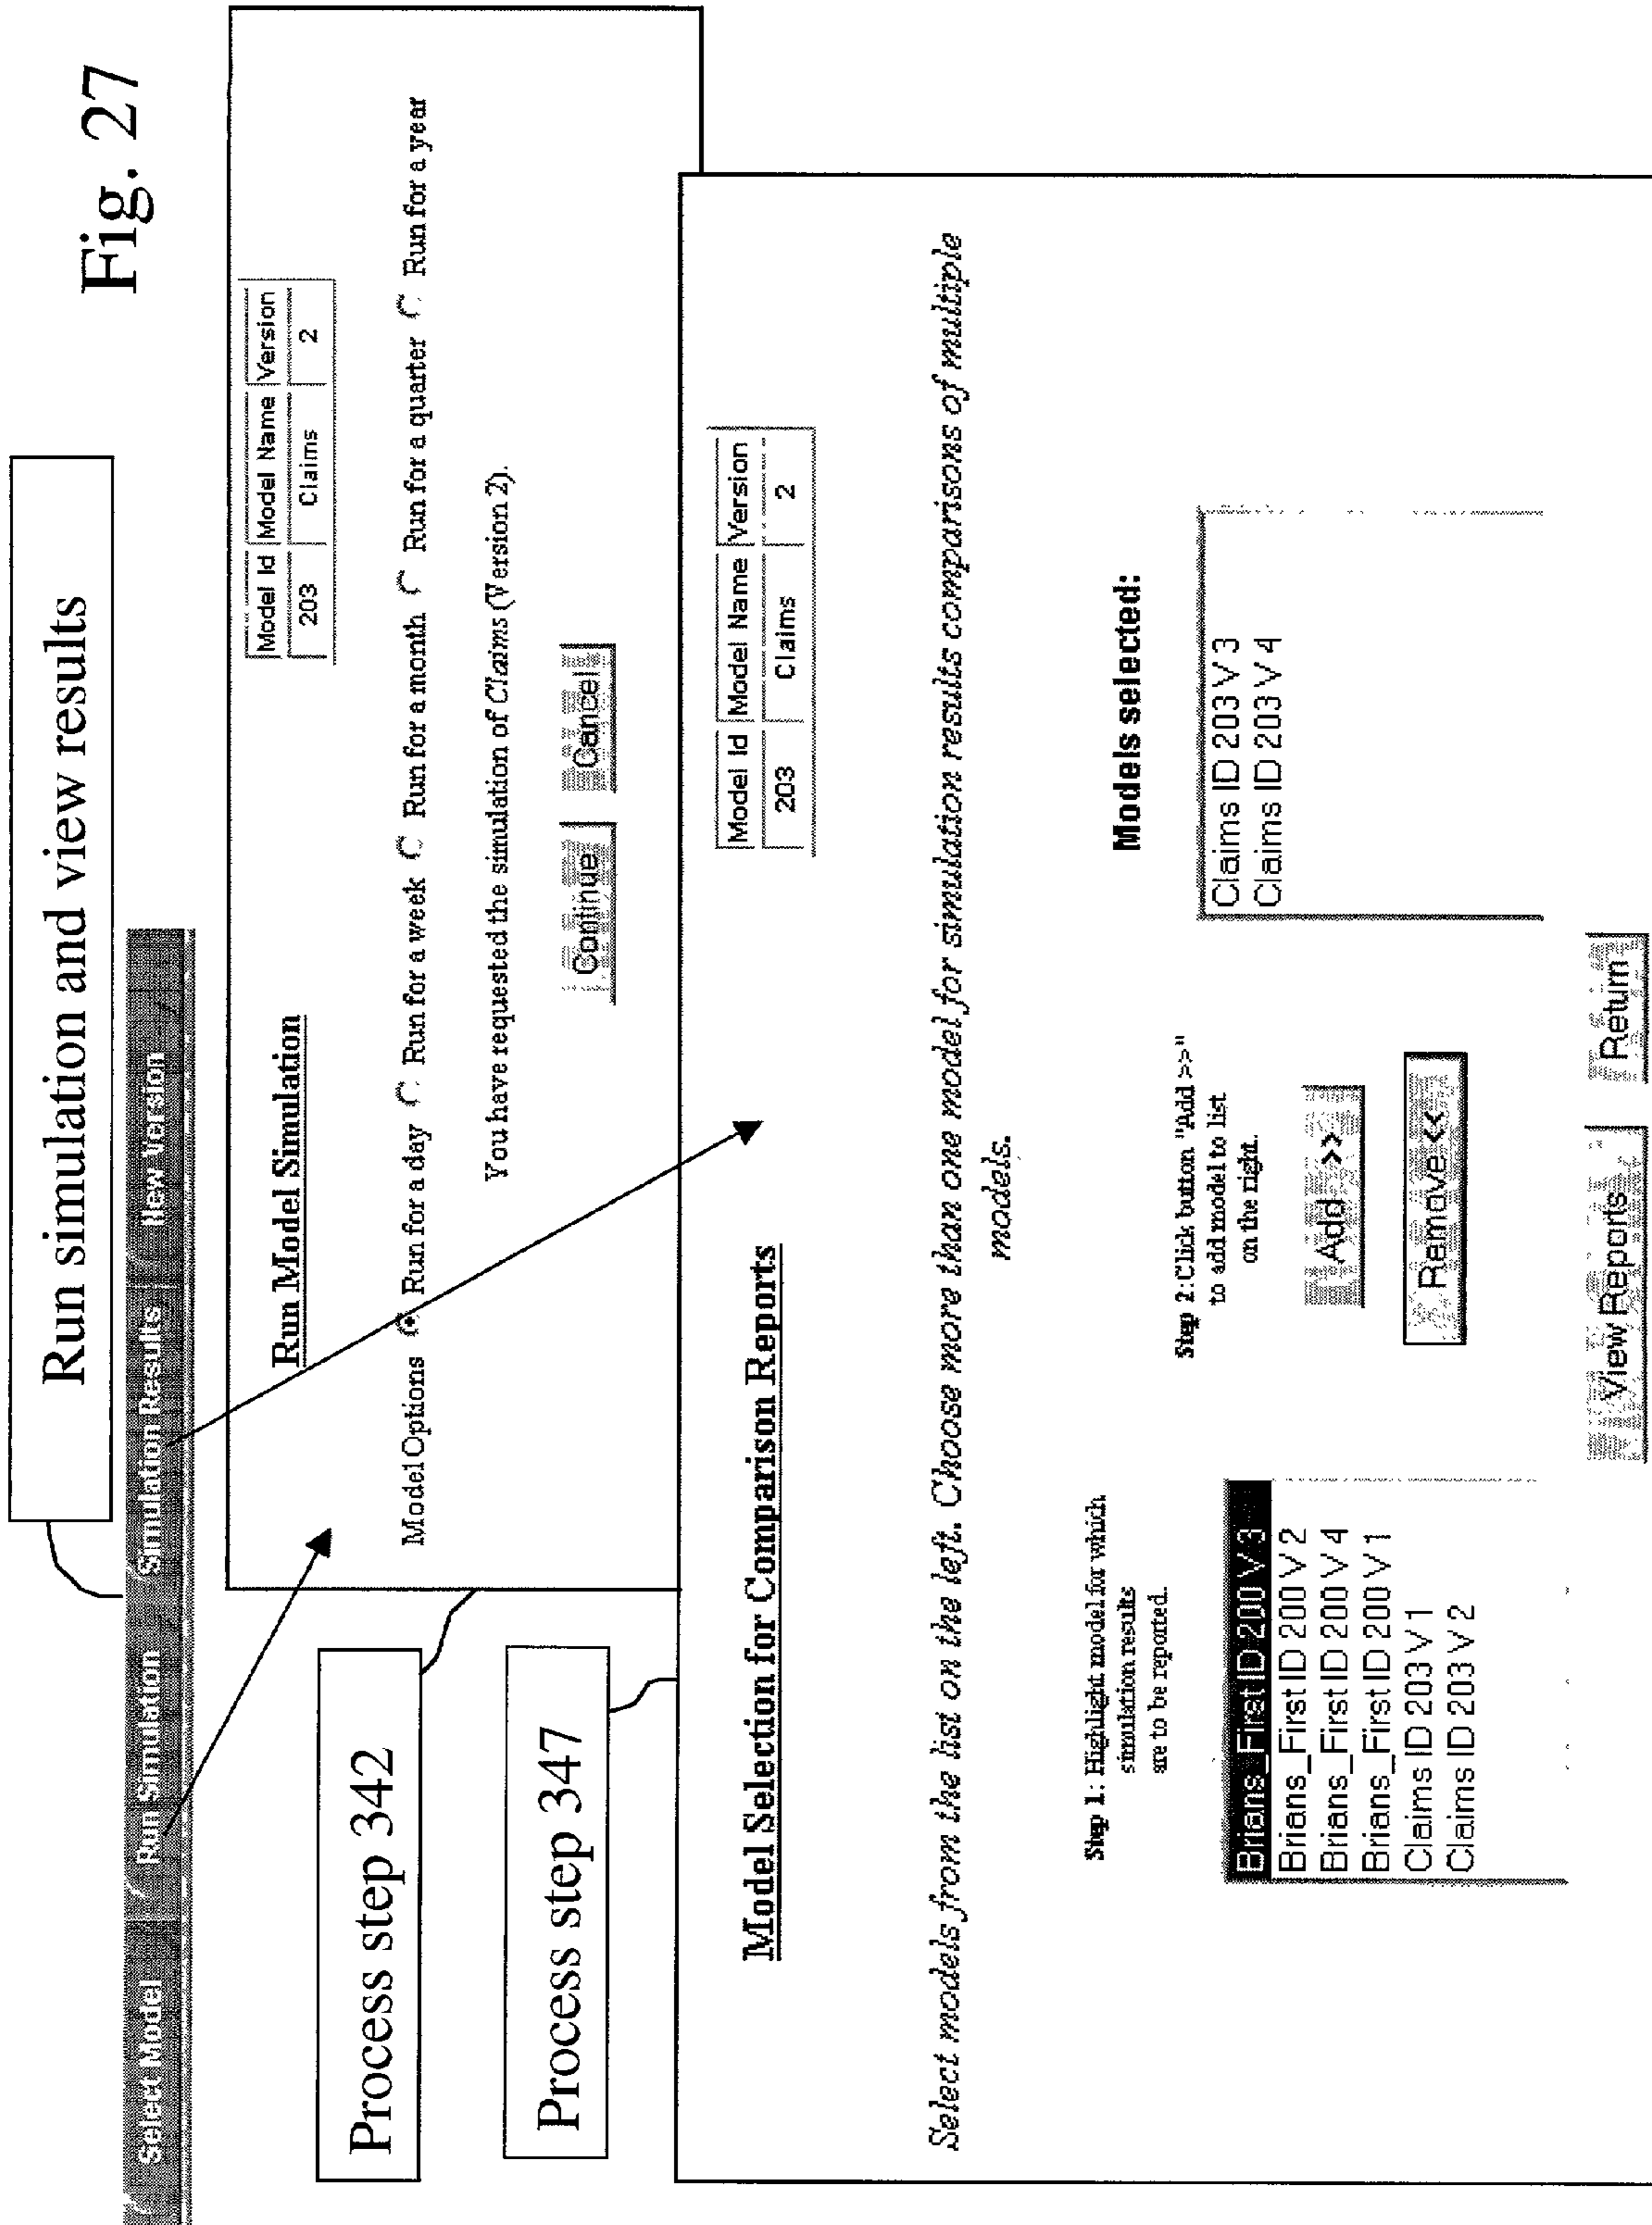 Fig. 27
Run simulation and view results
Select Model Run Simulation Simulation Results New Version
Process step 342
Run Model Simulation
Model Id Model Name Version
203 Claims 2
Model Options Run for a day Run for a week Run for a month Run for a quarter Run for a year
You have requested the simulation of Claims (Version 2).
Continue Cancel
Process step 347
Model Selection for Comparison Reports
Model Id Model Name Version
203 Claims 2
Select models from the list on the left. Choose more than one model for simulation results comparisons of multiple
models.
Step 1: Highlight model for which
simulation results
are to be reported.
Brians_First ID 200 V 3
Brians_First ID 200 V 2
Brians_First ID 200 V 4
Brians_First ID 200 V 1
Claims ID 203 V 1
Claims ID 203 V 2
Step 2: Click button "Add >>"
to add model to list
on the right.
Add >>
Remove <<
Models selected:
Claims ID 203 V 3
Claims ID 203 V 4
View Reports Return